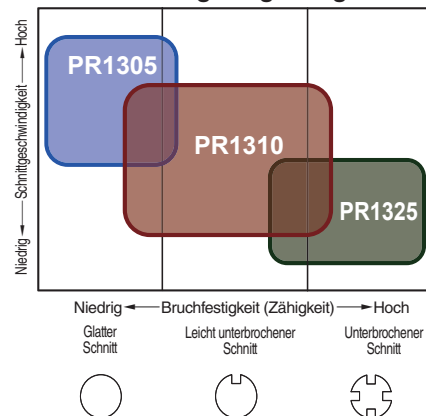 PR1305
PR1310
PR1325
Niedrig ← Schnittgeschwindigkeit → Hoch
Niedrig ← Bruchfestigkeit (Zähigkeit) → Hoch
Glatter Schnitt
Leicht unterbrochener Schnitt
Unterbrochener Schnitt